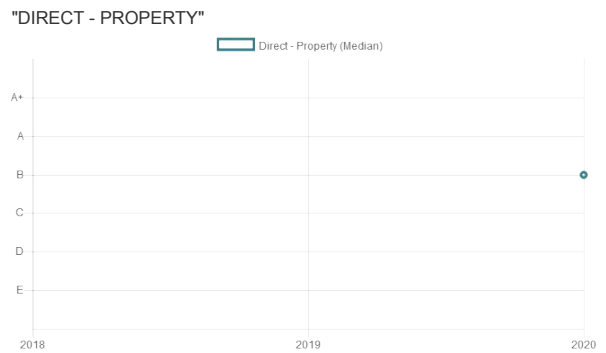 "DIRECT - PROPERTY"
Direct - Property (Median)
A+
A
B
C
D
E
2018 2019 2020